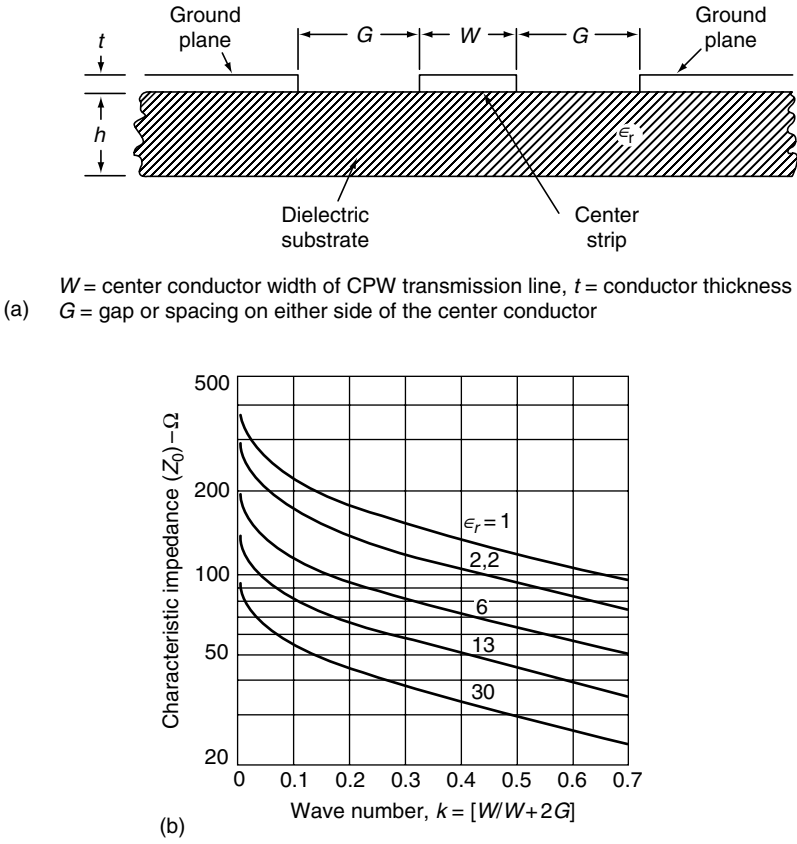 Ground
plane
Ground
plane
t
G
W
G
h
ϵr
Dielectric
substrate
Center
strip
W = center conductor width of CPW transmission line, t = conductor thickness
(a) G = gap or spacing on either side of the center conductor
500
200
100
50
20
Characteristic impedance (Z0)–Ω
ϵr = 1
2,2
6
13
30
0 0.1 0.2 0.3 0.4 0.5 0.6 0.7
Wave number, k = [W/W+2G]
(b)